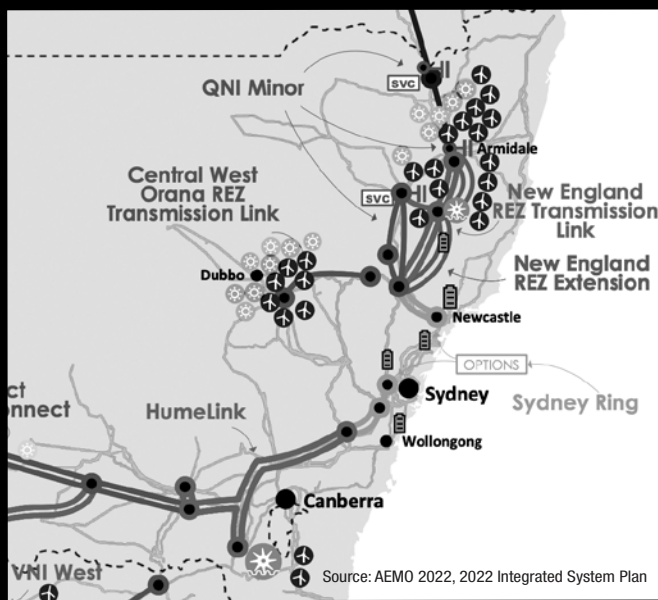 QNI Minor
svc
Armidale
Central West
Orana REZ
Transmission Link
svc
New England
REZ Transmission
Link
New England
REZ Extension
Dubbo
Newcastle
OPTIONS
Sydney
Sydney Ring
ct
onnect
HumeLink
Wollongong
Canberra
VNI West
Source: AEMO 2022, 2022 Integrated System Plan